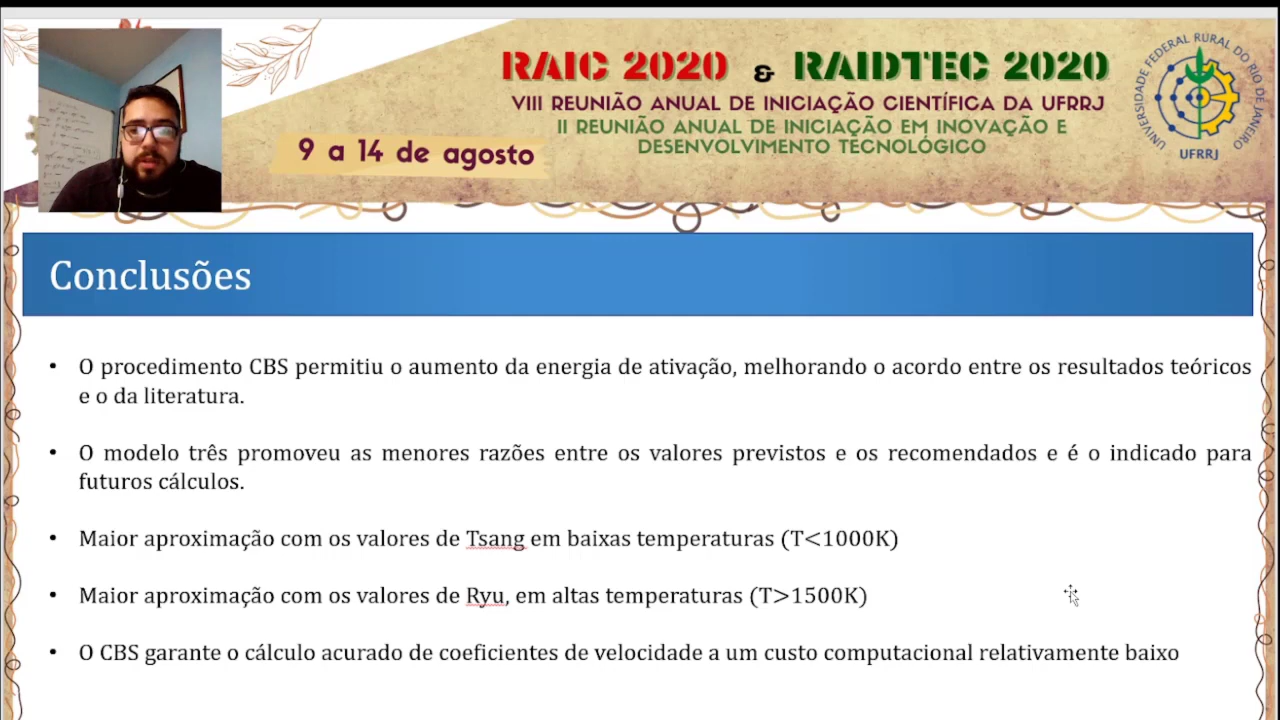 RAIC 2020 & RAIDTEC 2020
VIII REUNIÃO ANUAL DE INICIAÇÃO CIENTÍFICA DA UFRRJ
II REUNIÃO ANUAL DE INICIAÇÃO EM INOVAÇÃO E
DESENVOLVIMENTO TECNOLÓGICO
9 a 14 de agosto
UNIVERSIDADE FEDERAL RURAL DO RIO DE JANEIRO
UFRRJ
Conclusões
• O procedimento CBS permitiu o aumento da energia de ativação, melhorando o acordo entre os resultados teóricos
e o da literatura.
• O modelo três promoveu as menores razões entre os valores previstos e os recomendados e é o indicado para
futuros cálculos.
• Maior aproximação com os valores de Tsang em baixas temperaturas (T<1000K)
• Maior aproximação com os valores de Ryu, em altas temperaturas (T>1500K)
• O CBS garante o cálculo acurado de coeficientes de velocidade a um custo computacional relativamente baixo